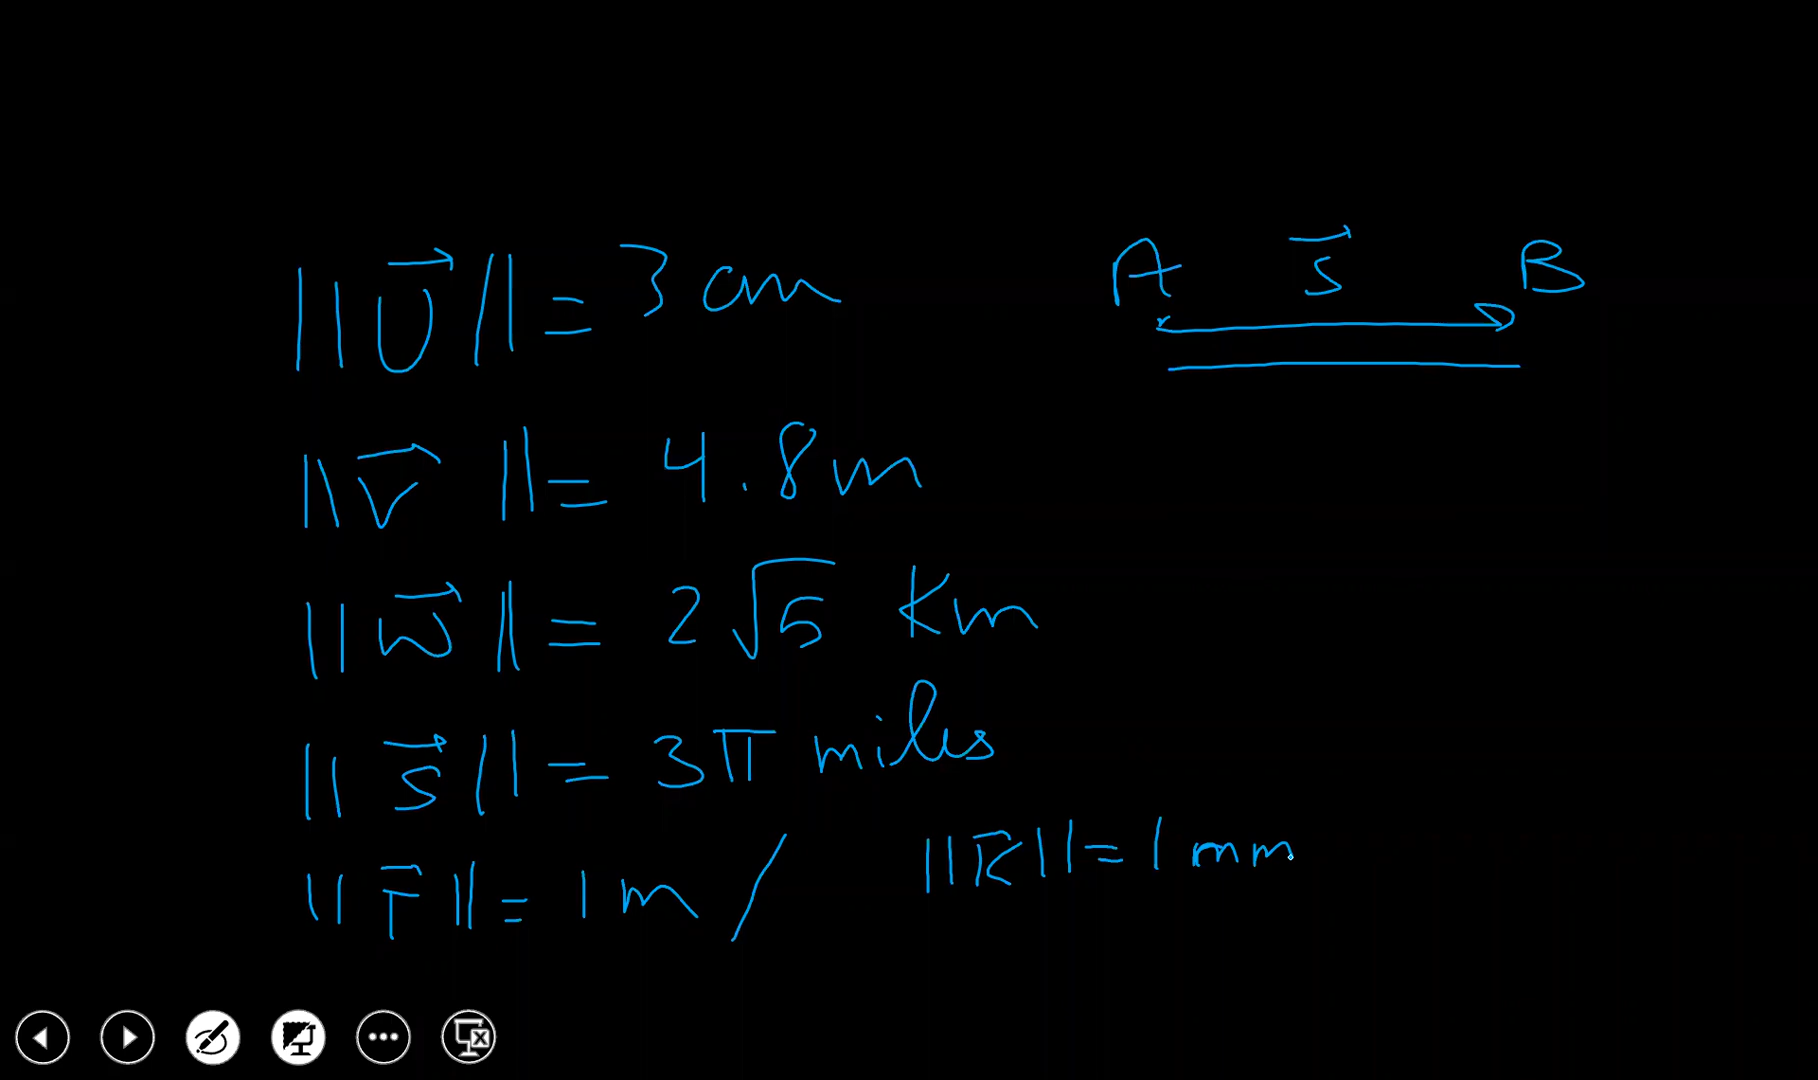 ||U⃗|| = 3 cm
A s⃗ B
||V⃗|| = 4.8 m
||w⃗|| = 2√5 Km
||s⃗|| = 3π miles
||T⃗|| = 1 m / ||R⃗|| = 1 mm